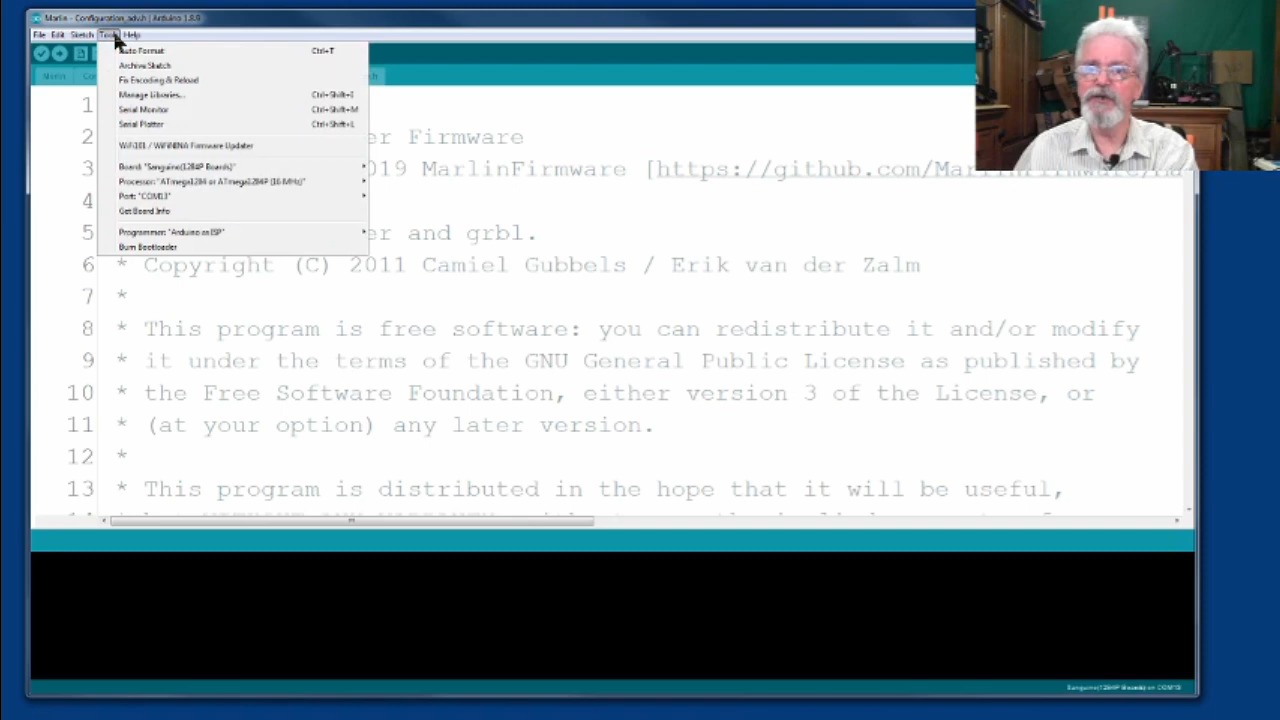 Marlin - Configuration_adv.h | Arduino 1.8.9
File Edit Sketch Tools Help
Auto Format Ctrl+T
Archive Sketch
Fix Encoding & Reload
Manage Libraries... Ctrl+Shift+I
Serial Monitor Ctrl+Shift+M
Serial Plotter Ctrl+Shift+L
WiFi101 / WiFiNINA Firmware Updater
Board: "Sanguino(1284P Boards)"
Processor: "ATmega1284 or ATmega1284P (16 MHz)"
Port: "COM13"
Get Board Info
Programmer: "Arduino as ISP"
Burn Bootloader
Marlin
1
2 er Firmware
3 019 MarlinFirmware [https://github.com/MarlinFirmware/Ma
4
5 er and grbl.
6 * Copyright (C) 2011 Camiel Gubbels / Erik van der Zalm
7 *
8 * This program is free software: you can redistribute it and/or modify
9 * it under the terms of the GNU General Public License as published by
10 * the Free Software Foundation, either version 3 of the License, or
11 * (at your option) any later version.
12 *
13 * This program is distributed in the hope that it will be useful,
Sanguino(1284P Boards) on COM13